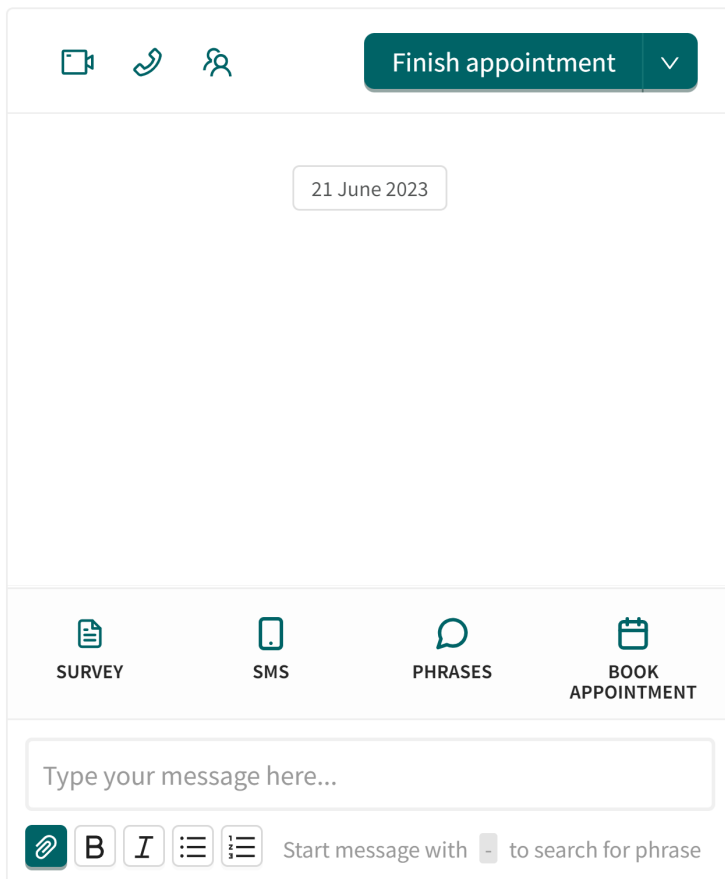 Finish appointment
21 June 2023
SURVEY
SMS
PHRASES
BOOK
APPOINTMENT
Type your message here...
B I
Start message with - to search for phrase